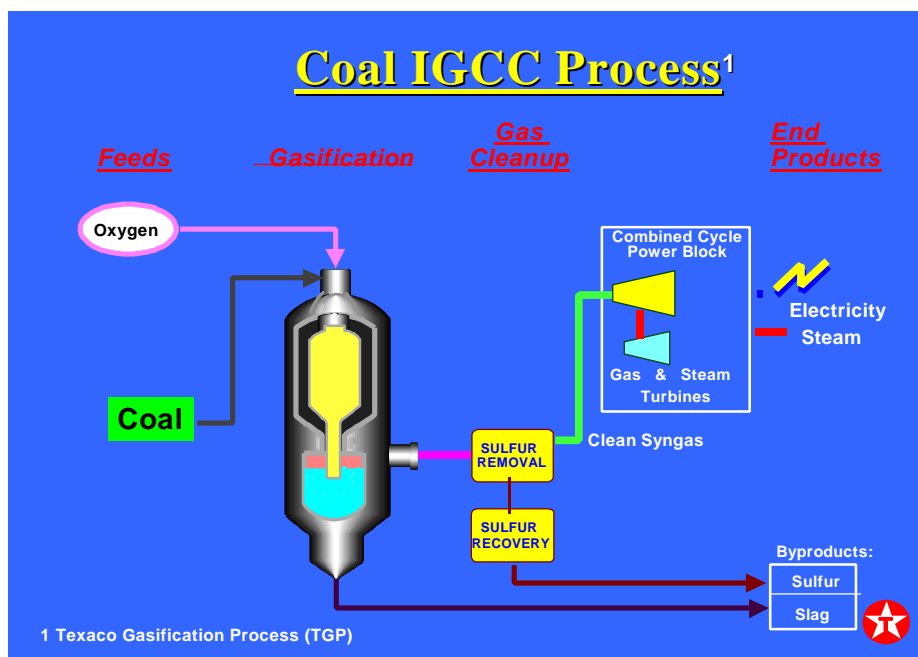 Coal IGCC Process1
Feeds
Gasification
Gas
Cleanup
End
Products
Oxygen
Coal
Combined Cycle
Power Block
Gas & Steam
Turbines
Electricity
Steam
SULFUR
REMOVAL
Clean Syngas
SULFUR
RECOVERY
Byproducts:
Sulfur
Slag
T
1 Texaco Gasification Process (TGP)